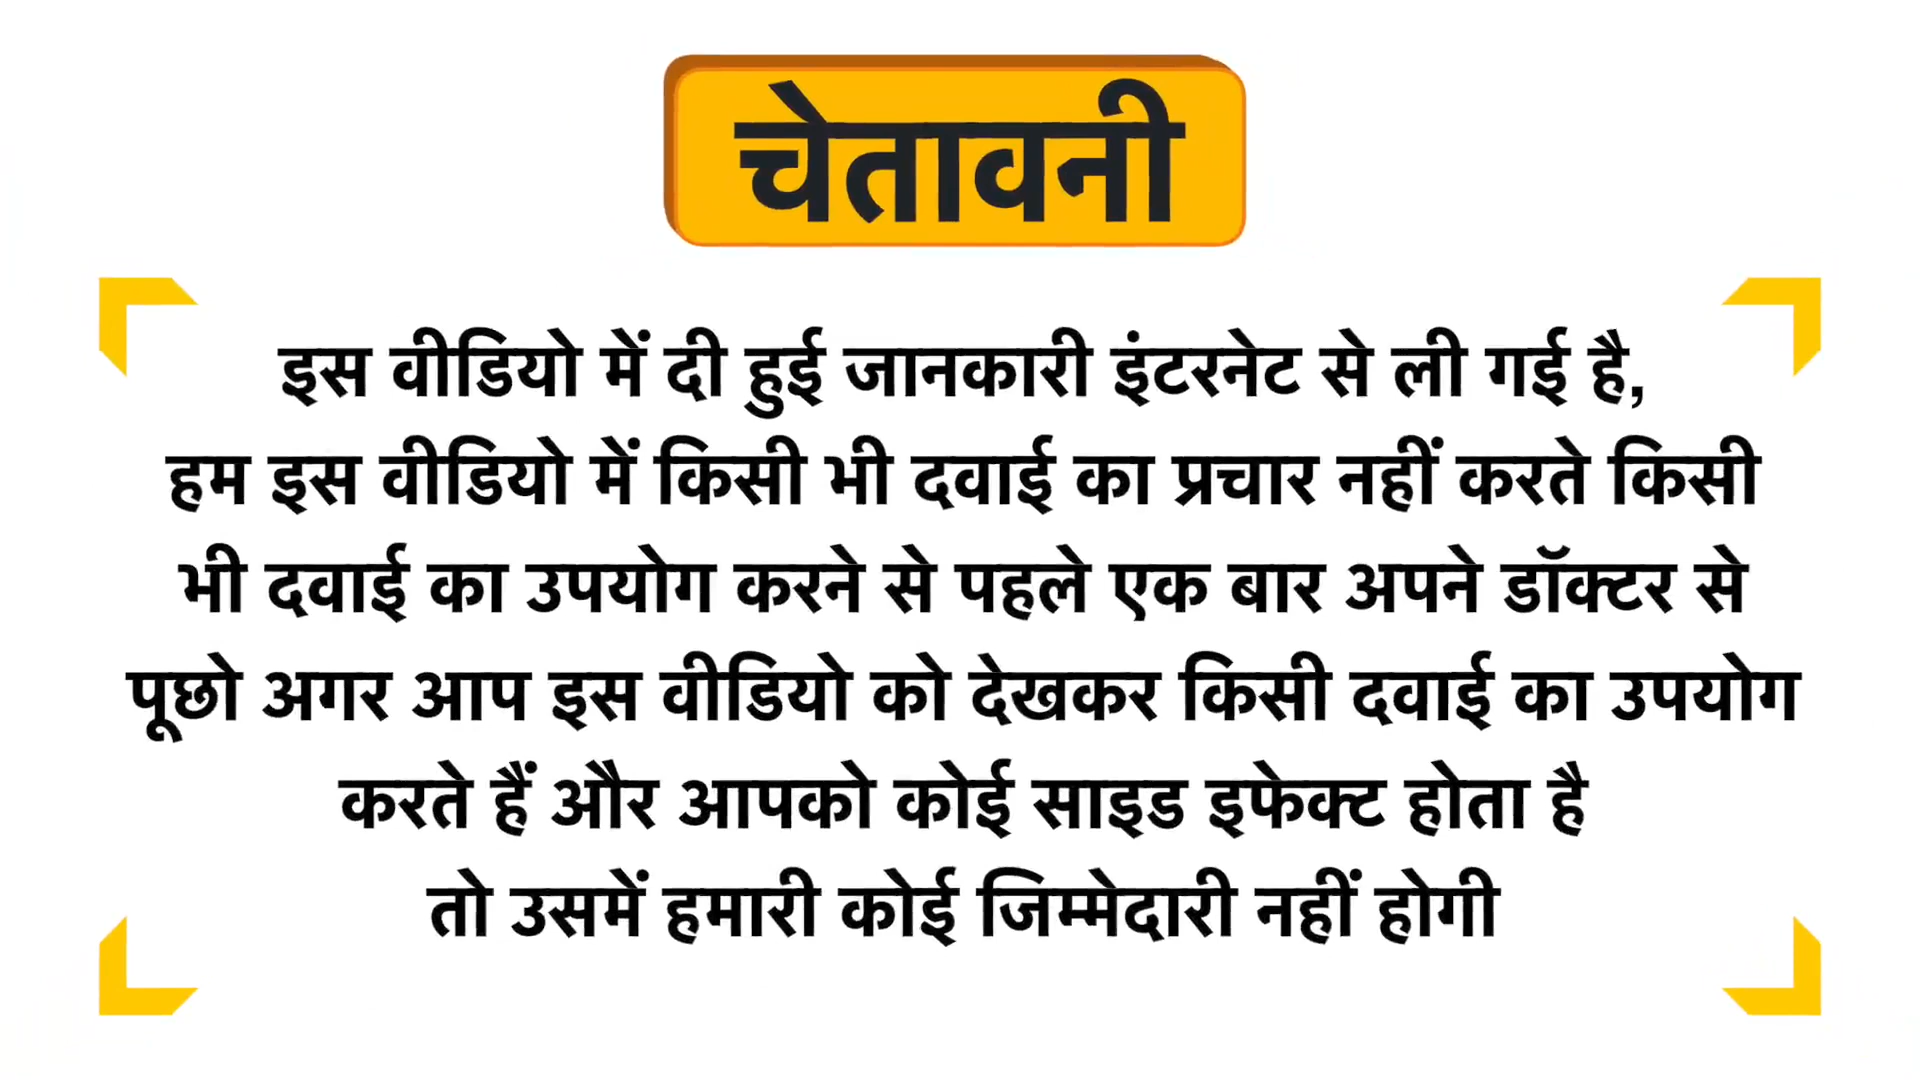 चेतावनी
इस वीडियो में दी हुई जानकारी इंटरनेट से ली गई है,
हम इस वीडियो में किसी भी दवाई का प्रचार नहीं करते किसी
भी दवाई का उपयोग करने से पहले एक बार अपने डॉक्टर से
पूछो अगर आप इस वीडियो को देखकर किसी दवाई का उपयोग
करते हैं और आपको कोई साइड इफेक्ट होता है
तो उसमें हमारी कोई जिम्मेदारी नहीं होगी